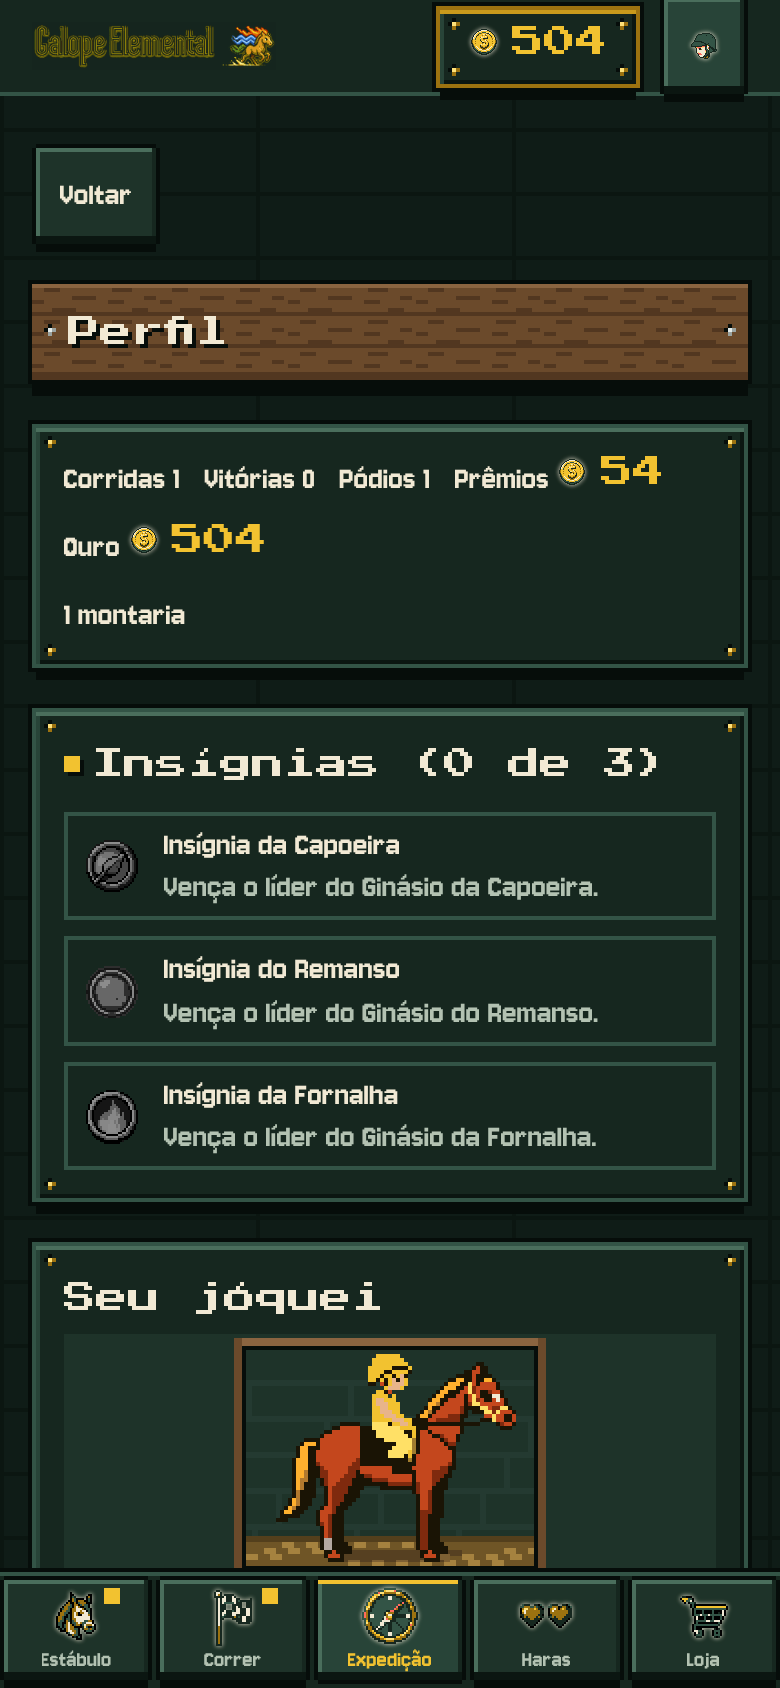 Galope Elemental
504
Voltar
Perfil
Corridas 1 Vitórias 0 Pódios 1 Prêmios 54
Ouro 504
1 montaria
Insígnias (0 de 3)
Insígnia da Capoeira
Vença o líder do Ginásio da Capoeira.
Insígnia do Remanso
Vença o líder do Ginásio do Remanso.
Insígnia da Fornalha
Vença o líder do Ginásio da Fornalha.
Seu jóquei
Estábulo Correr Expedição Haras Loja